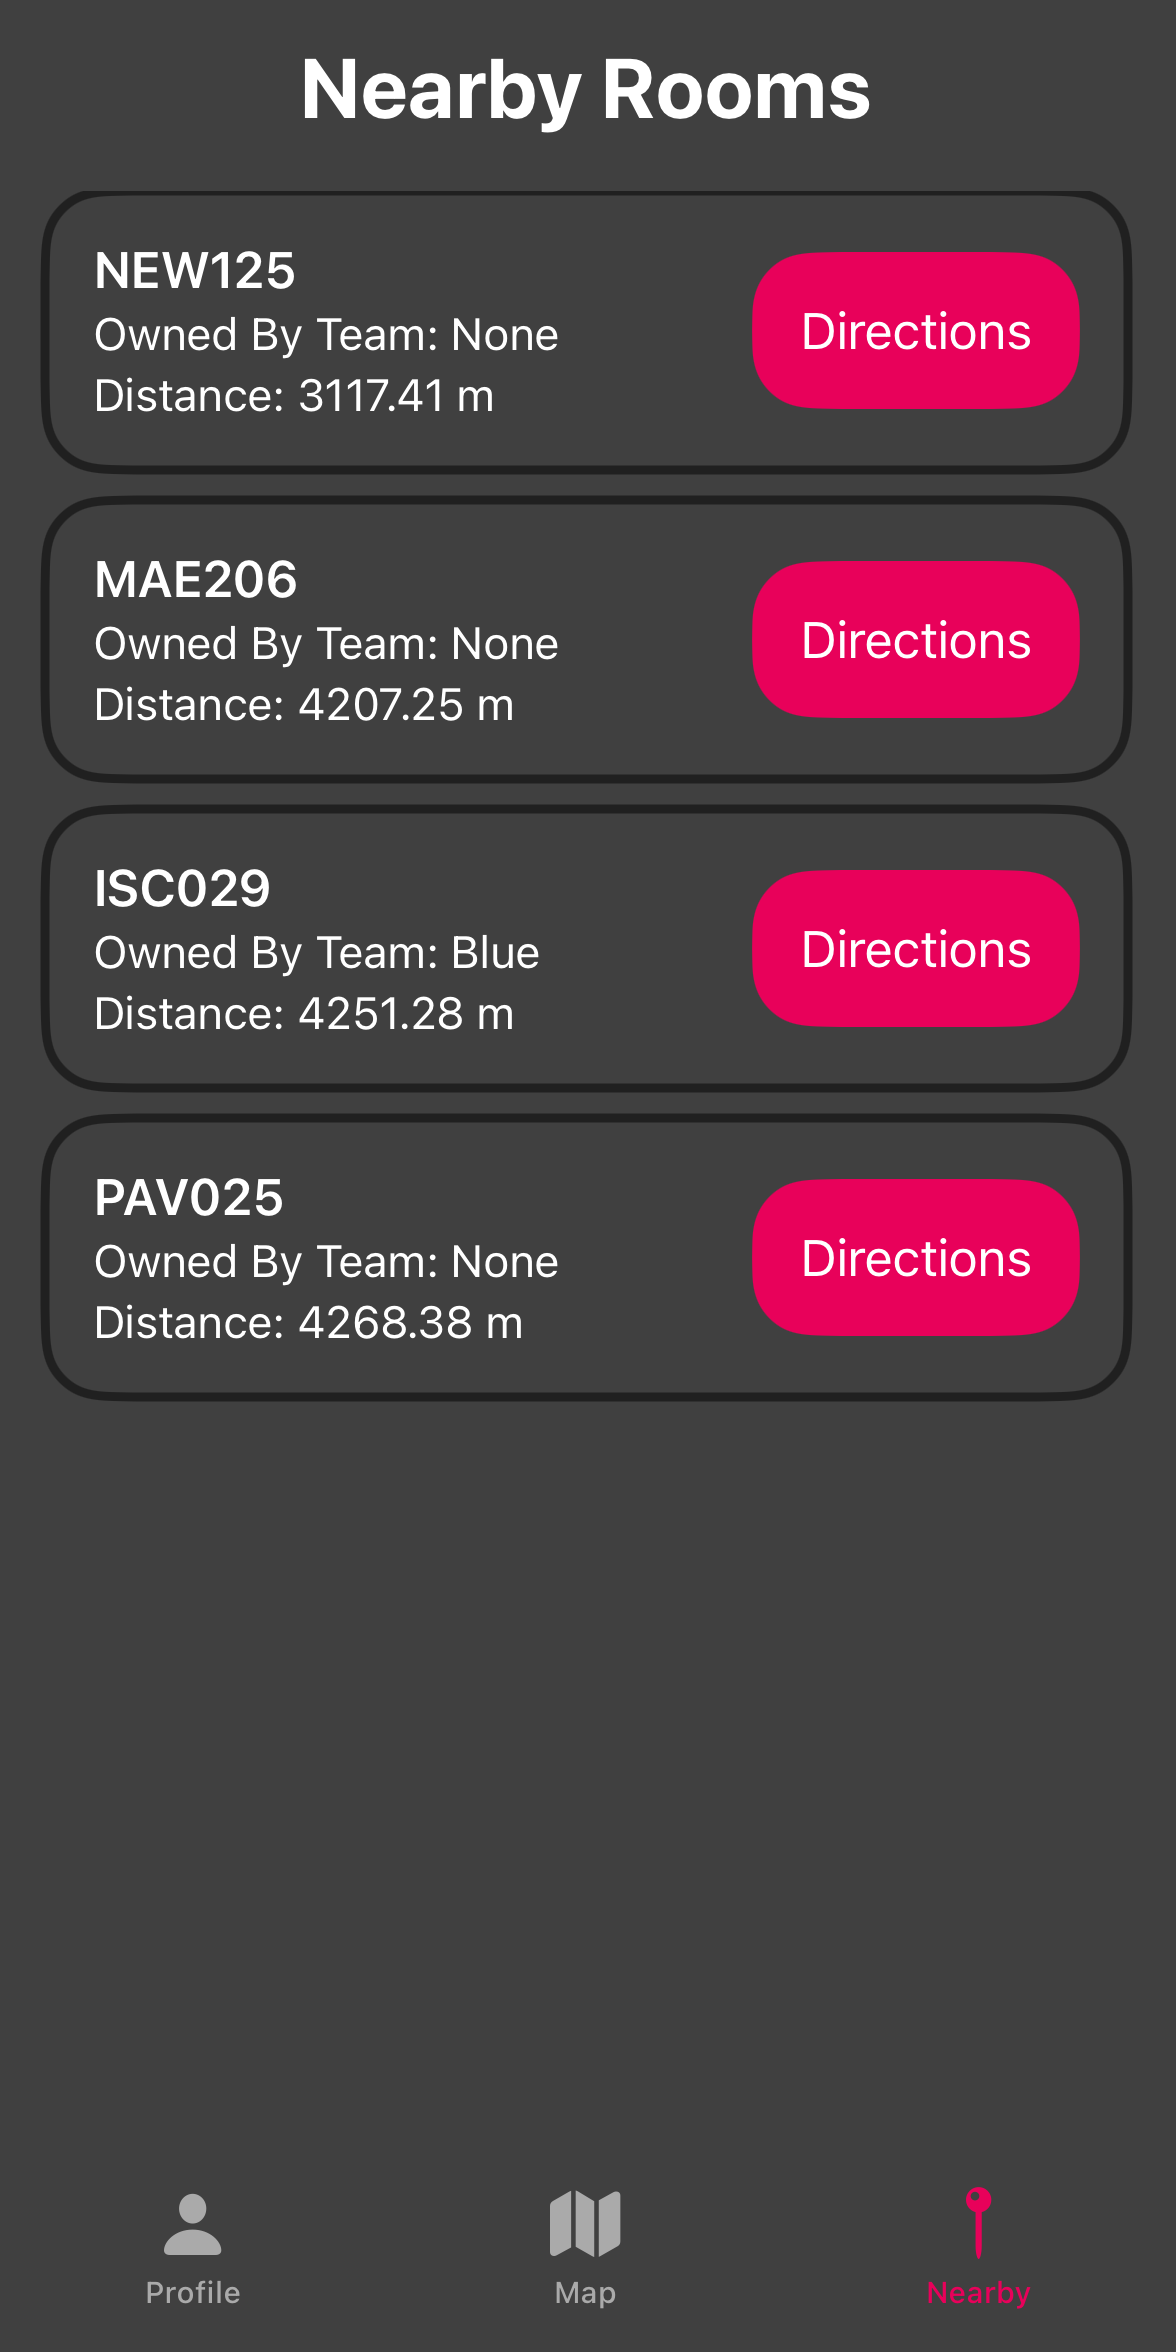 Nearby Rooms
NEW125
Owned By Team: None
Distance: 3117.41 m
Directions
MAE206
Owned By Team: None
Distance: 4207.25 m
Directions
ISC029
Owned By Team: Blue
Distance: 4251.28 m
Directions
PAV025
Owned By Team: None
Distance: 4268.38 m
Directions
Profile
Map
Nearby